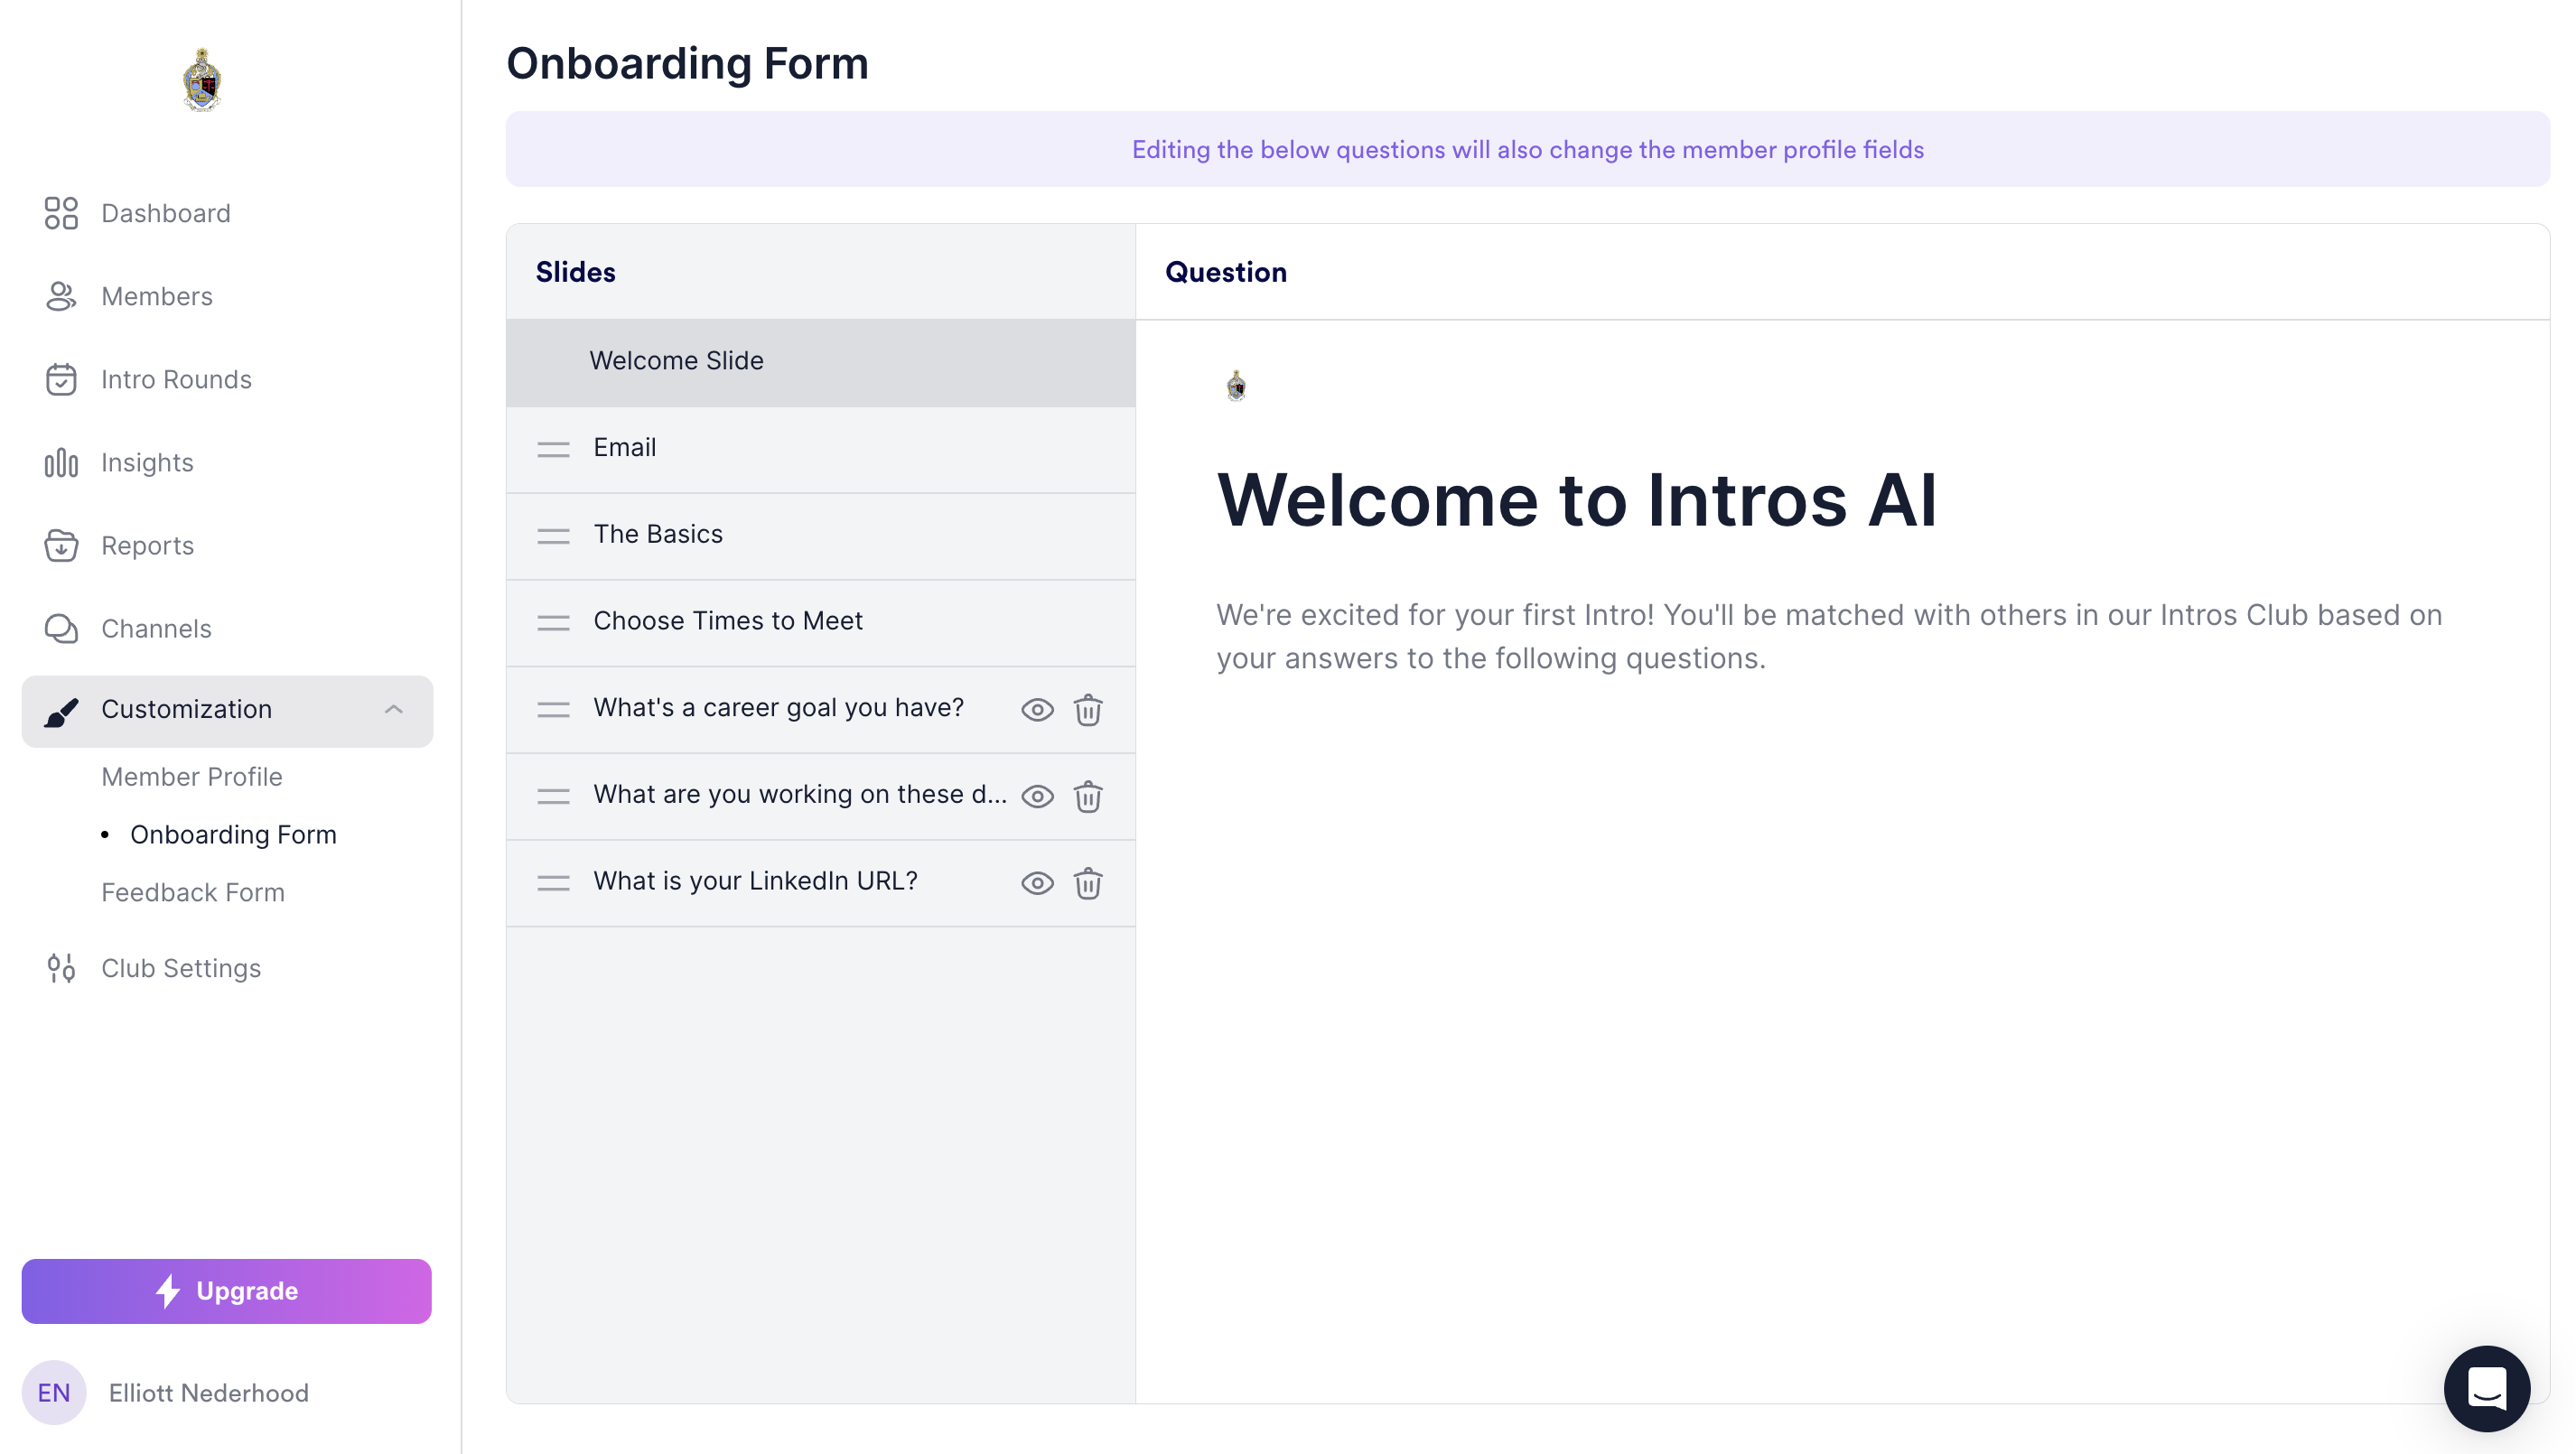 Dashboard
Members
Intro Rounds
Insights
Reports
Channels
Customization
Member Profile
• Onboarding Form
Feedback Form
Club Settings
Upgrade
EN
Elliott Nederhood
Onboarding Form
Editing the below questions will also change the member profile fields
Slides
Welcome Slide
Email
The Basics
Choose Times to Meet
What's a career goal you have?
What are you working on these d...
What is your LinkedIn URL?
Question
Welcome to Intros AI
We're excited for your first Intro! You'll be matched with others in our Intros Club based on
your answers to the following questions.